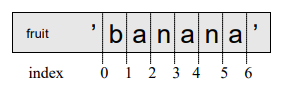 fruit ’ b a n a n a ’
index 0 1 2 3 4 5 6